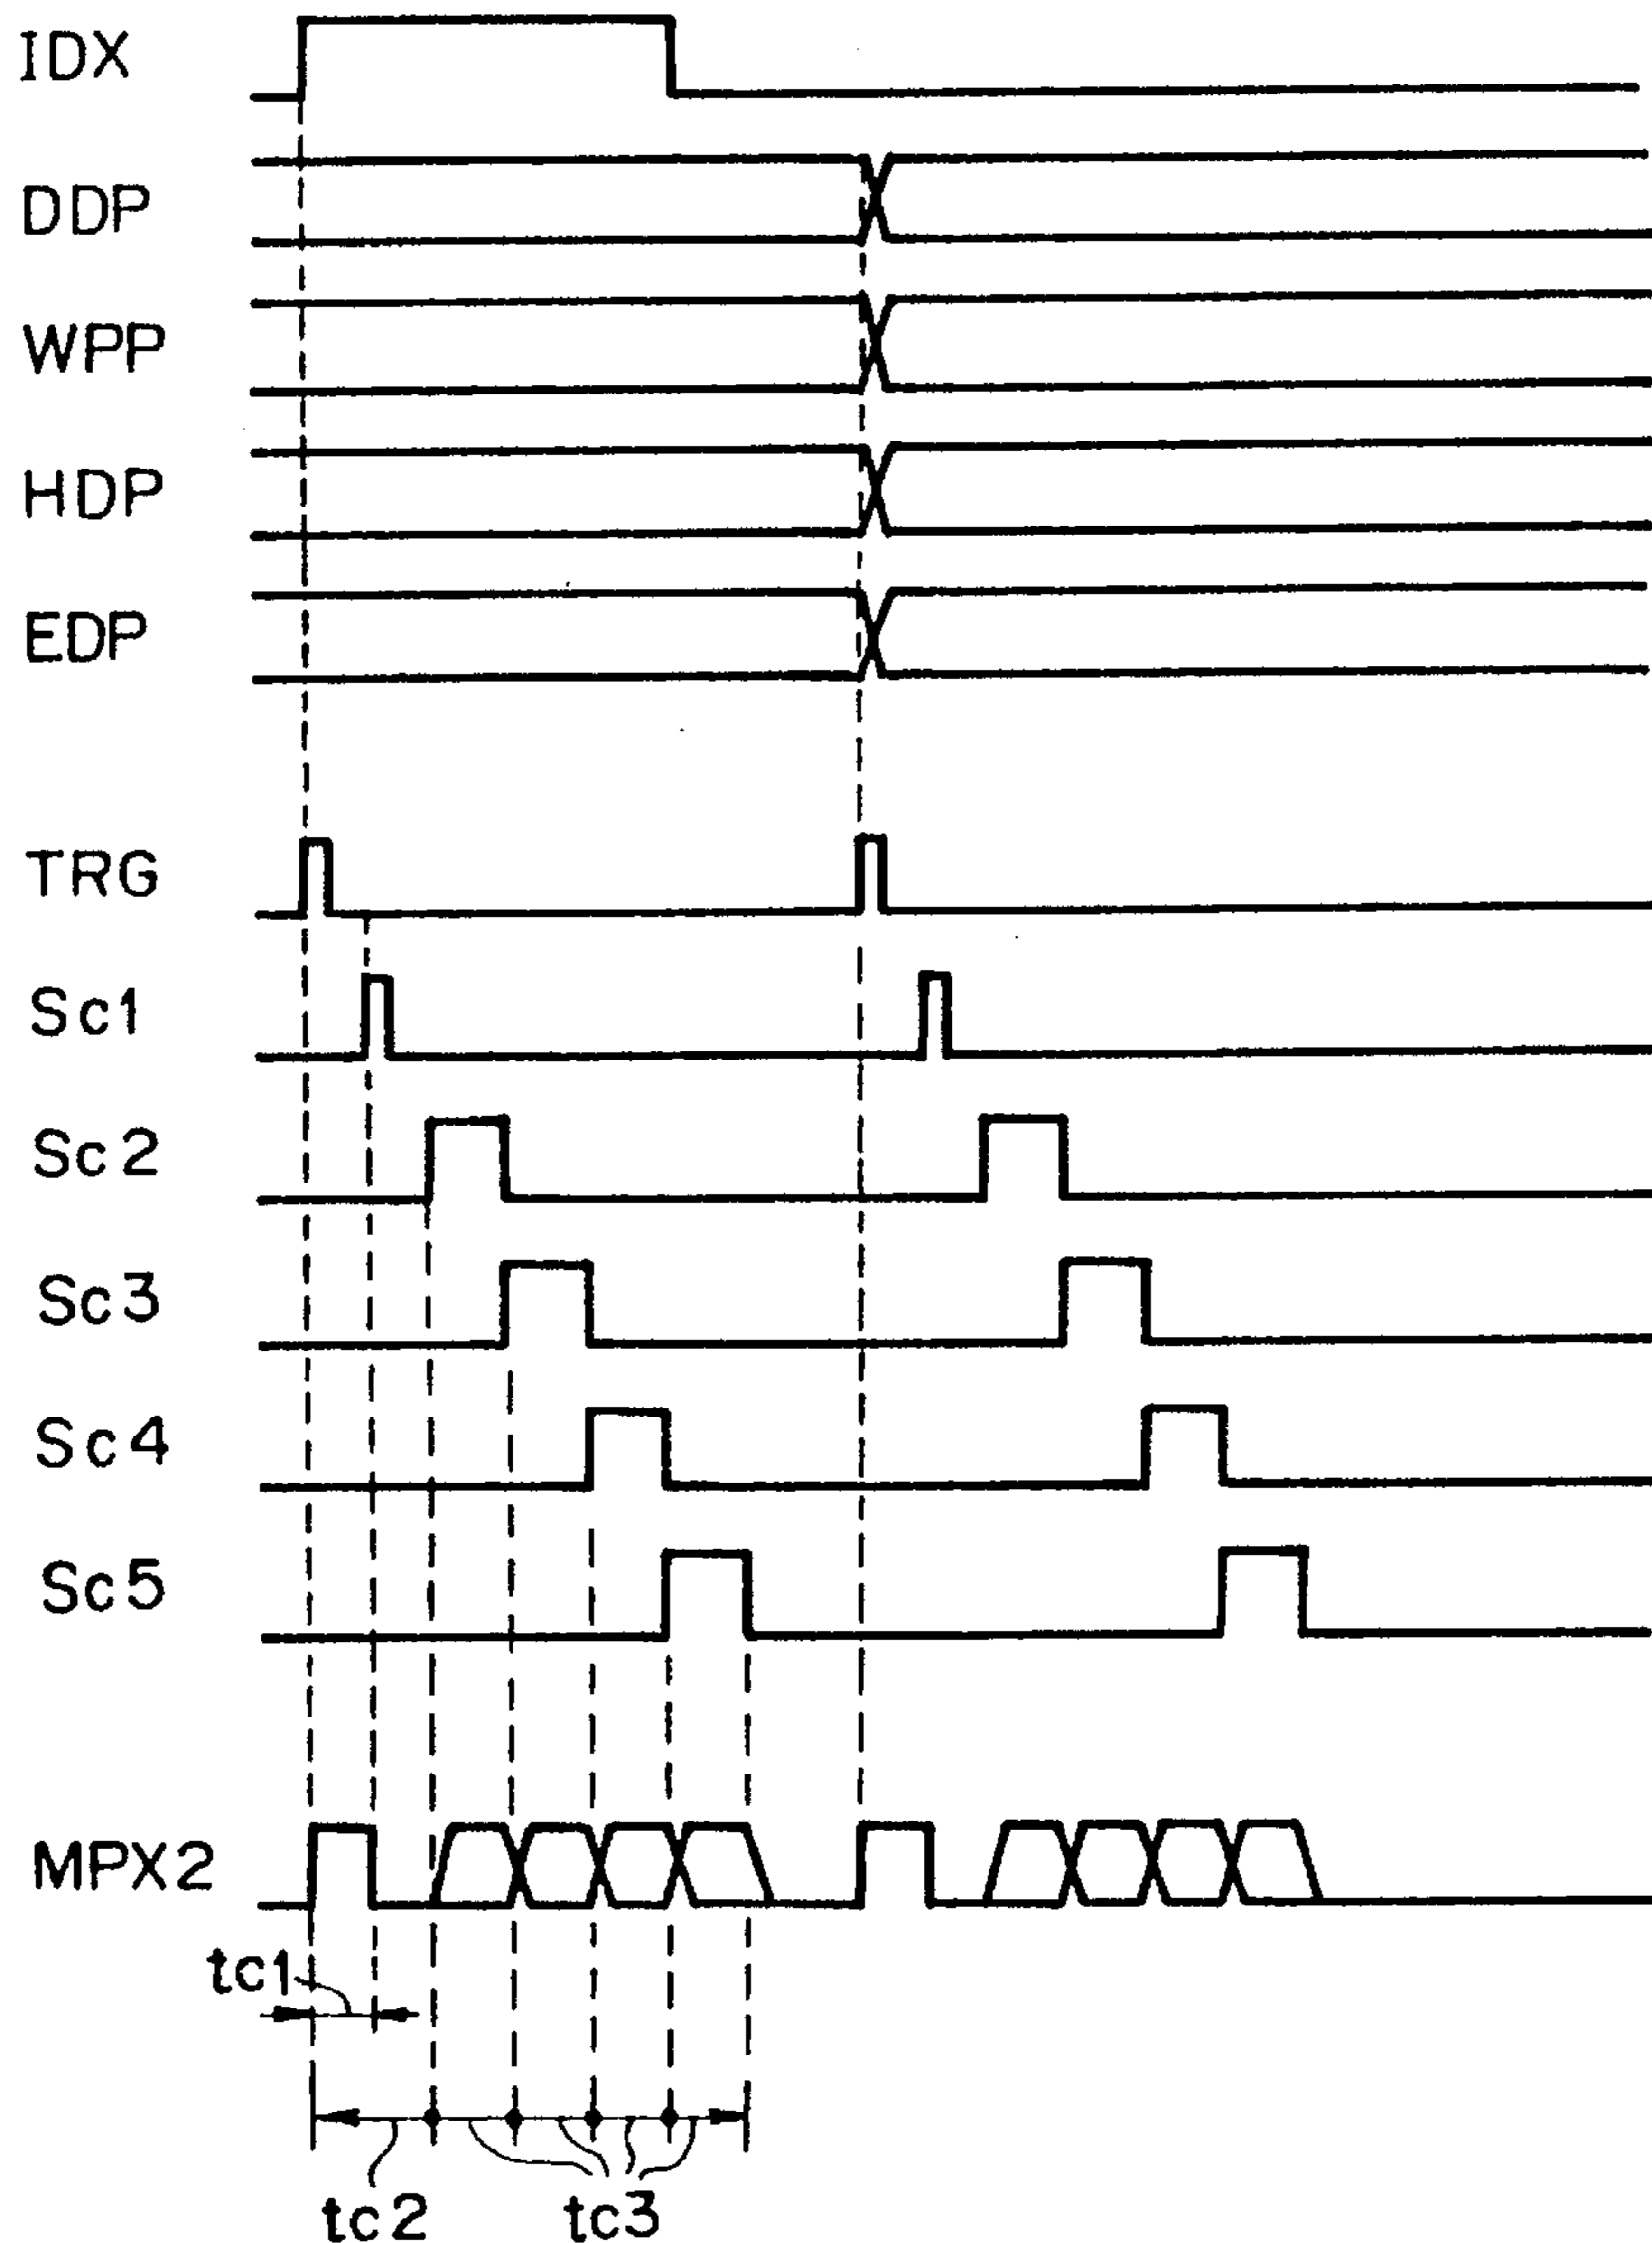 IDX
DDP
WPP
HDP
EDP
TRG
Sc1
Sc2
Sc3
Sc4
Sc5
MPX2
tc1
tc2
tc3